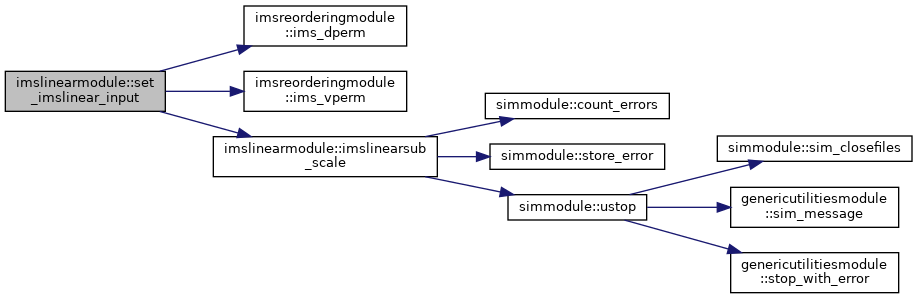 imslinearmodule::set
_imslinear_input
imsreorderingmodule
::ims_dperm
imsreorderingmodule
::ims_vperm
imslinearmodule::imslinearsub
_scale
simmodule::count_errors
simmodule::store_error
simmodule::ustop
simmodule::sim_closefiles
genericutilitiesmodule
::sim_message
genericutilitiesmodule
::stop_with_error